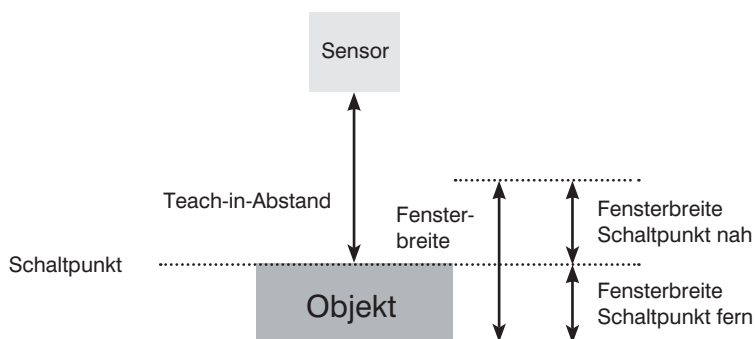 Sensor
Teach-in-Abstand
Fenster-
breite
Fensterbreite
Schaltpunkt nah
Schaltpunkt
Objekt
Fensterbreite
Schaltpunkt fern